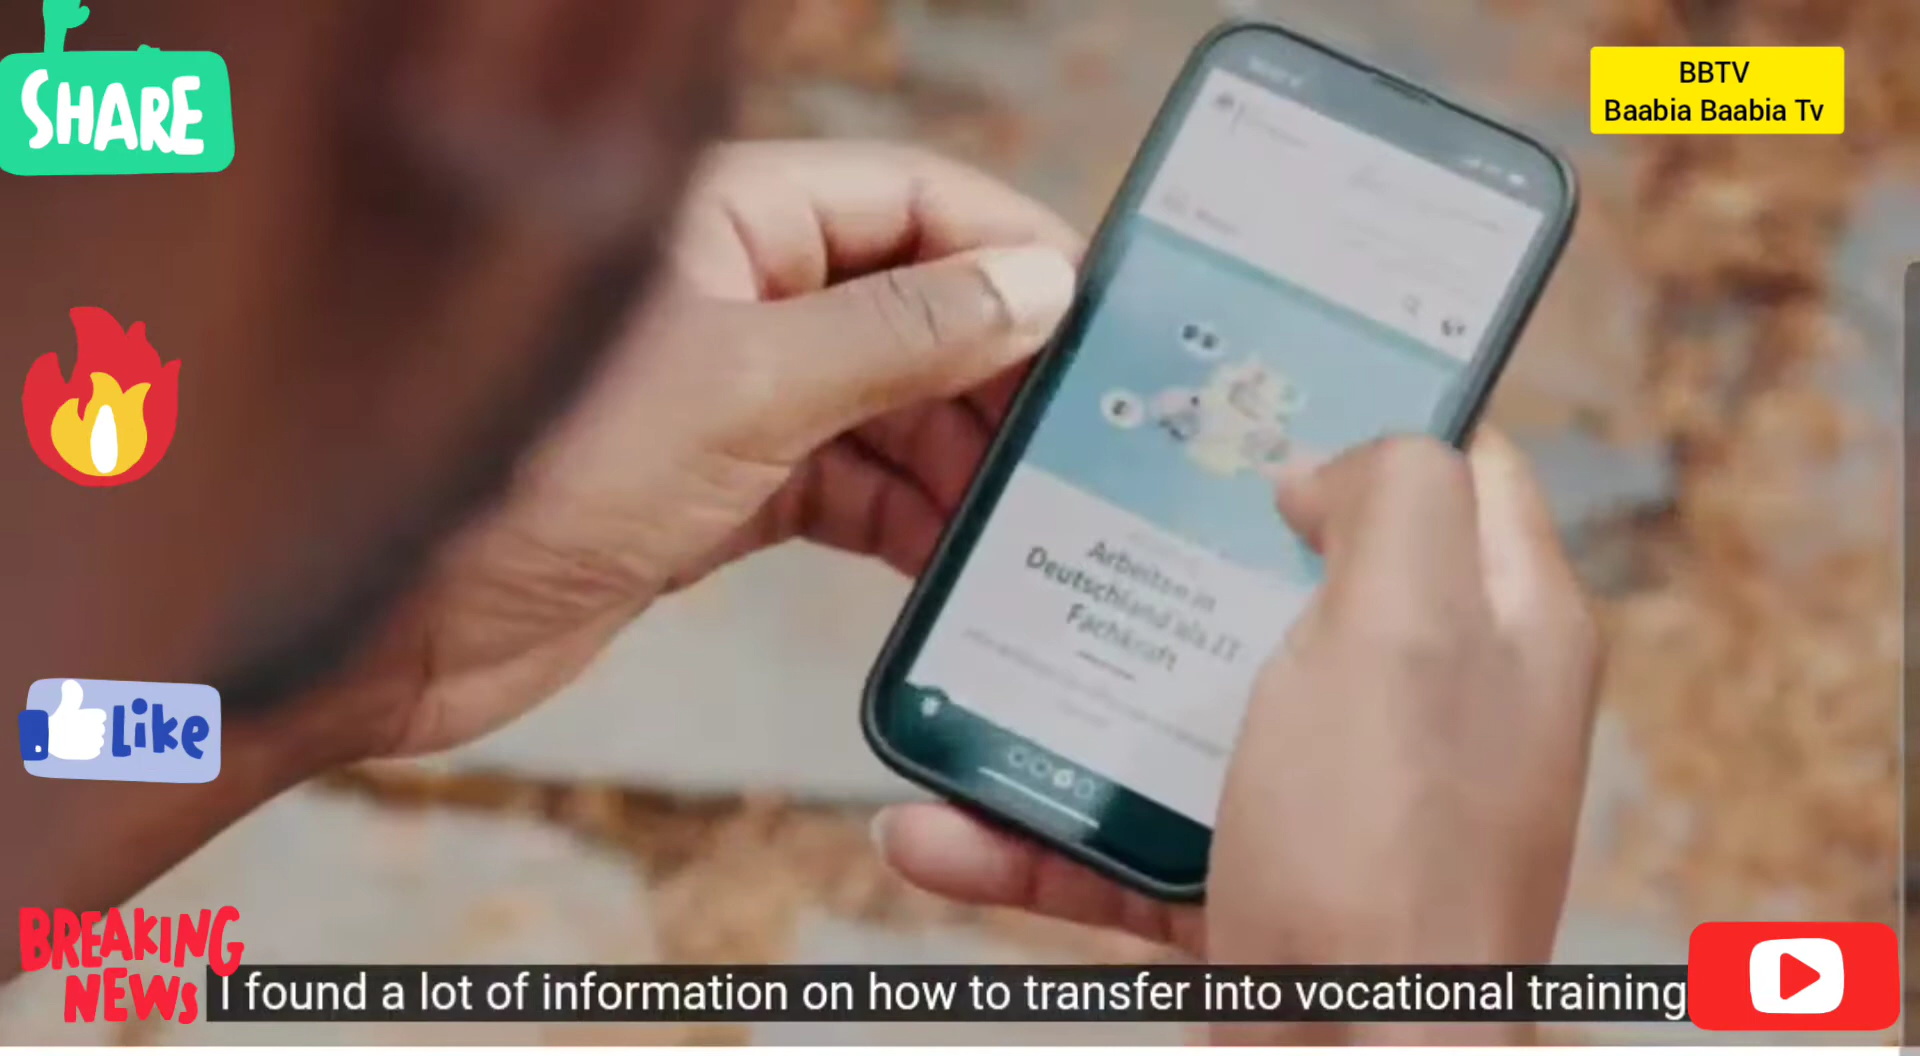 SHARE
BBTV
Baabia Baabia Tv
Arbeiten in
Deutschland als IT-
Fachkraft
Like
BREAKING
NEWS
I found a lot of information on how to transfer into vocational training